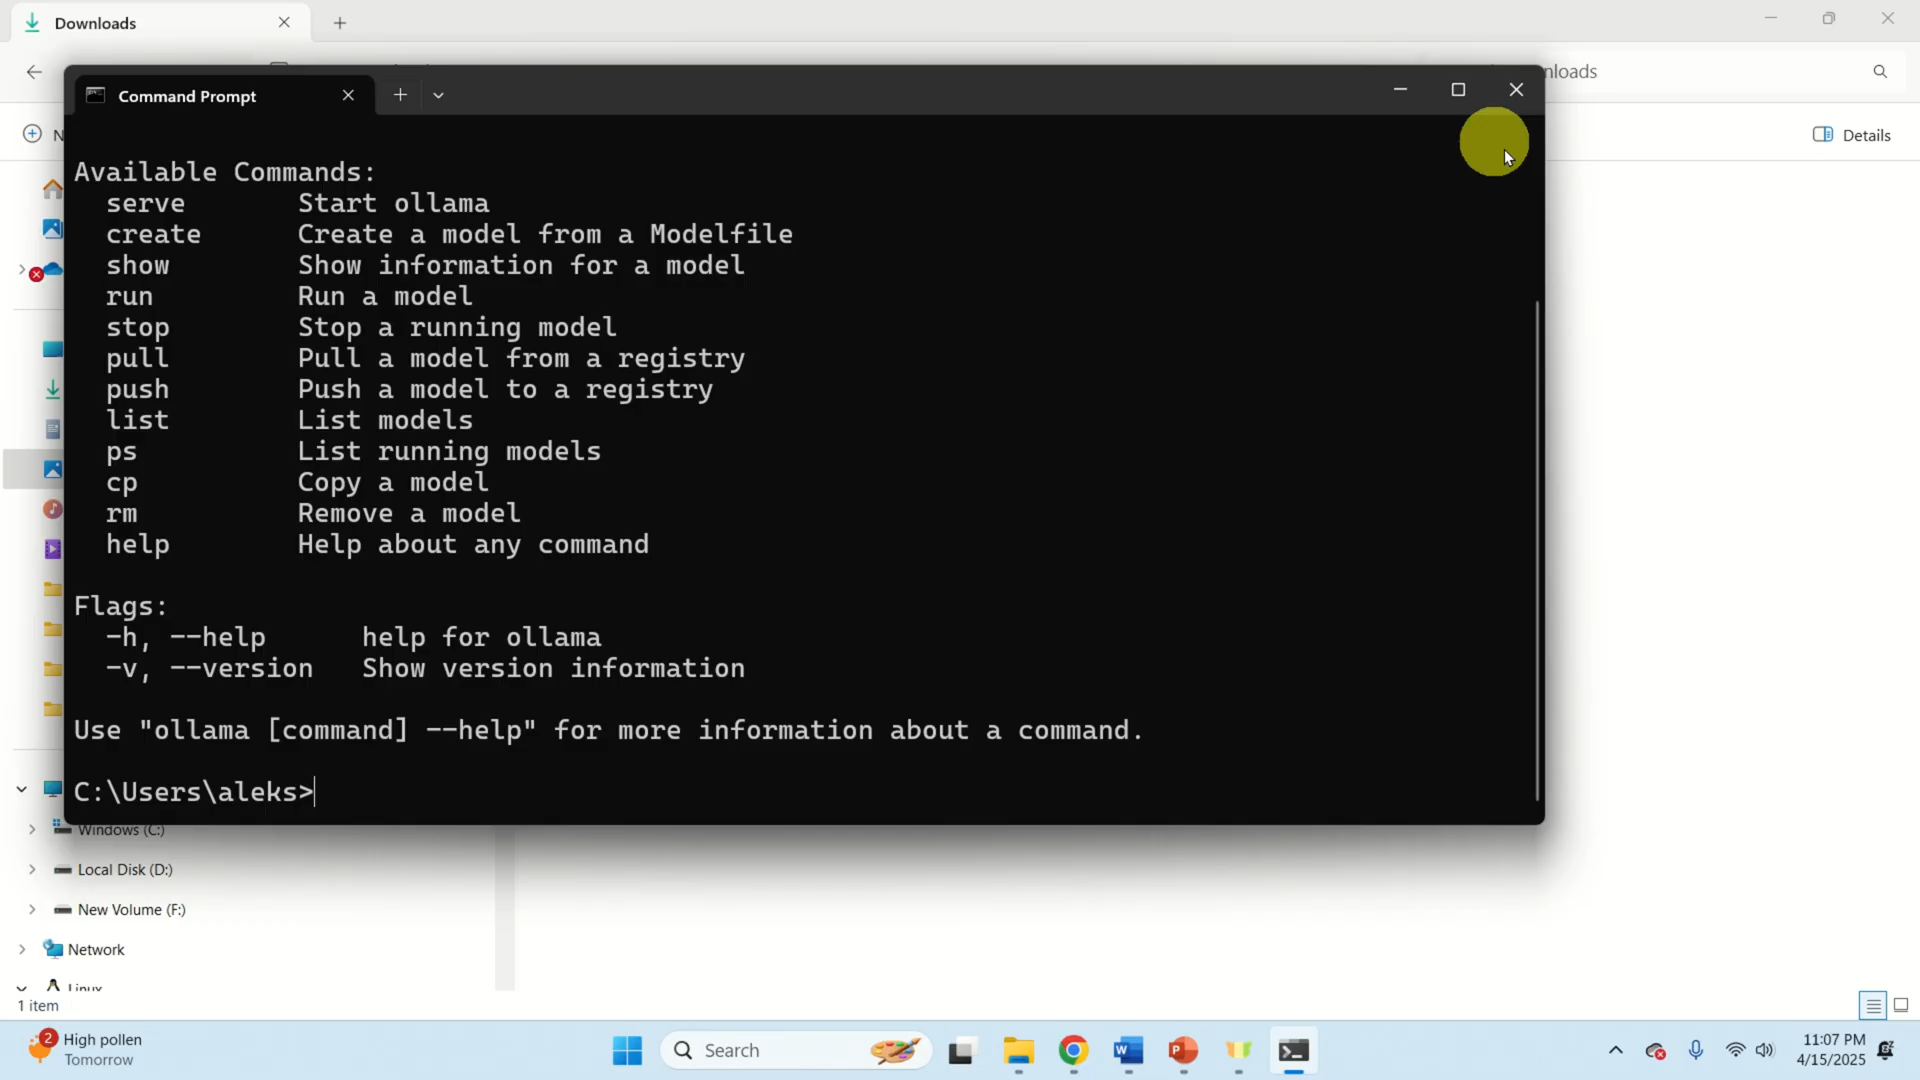 Downloads
nloads
Command Prompt
N
Details
Available Commands:
serve Start ollama
create Create a model from a Modelfile
show Show information for a model
run Run a model
stop Stop a running model
pull Pull a model from a registry
push Push a model to a registry
list List models
ps List running models
cp Copy a model
rm Remove a model
help Help about any command
Flags:
-h, --help help for ollama
-v, --version Show version information
Use "ollama [command] --help" for more information about a command.
C:\Users\aleks>
Windows (C:)
Local Disk (D:)
New Volume (F:)
Network
Linux
1 item
2
High pollen
Tomorrow
Search
11:07 PM
4/15/2025